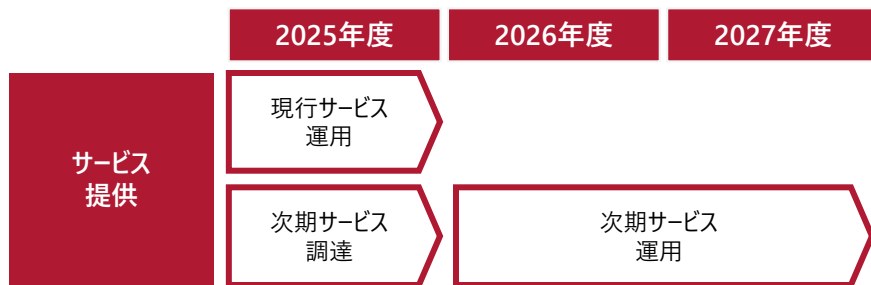 2025年度
2026年度
2027年度
サービス
提供
現行サービス
運用
次期サービス
調達
次期サービス
運用